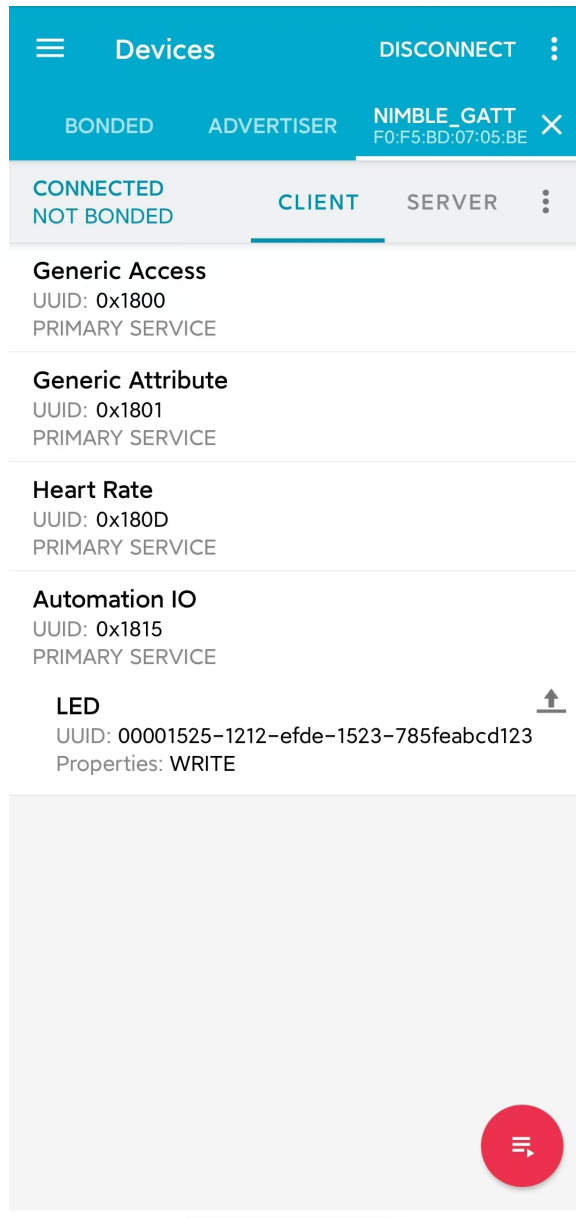 Devices DISCONNECT
BONDED ADVERTISER NIMBLE_GATT
F0:F5:BD:07:05:BE
CONNECTED
NOT BONDED
CLIENT SERVER
Generic Access
UUID: 0x1800
PRIMARY SERVICE
Generic Attribute
UUID: 0x1801
PRIMARY SERVICE
Heart Rate
UUID: 0x180D
PRIMARY SERVICE
Automation IO
UUID: 0x1815
PRIMARY SERVICE
LED
UUID: 00001525-1212-efde-1523-785feabcd123
Properties: WRITE